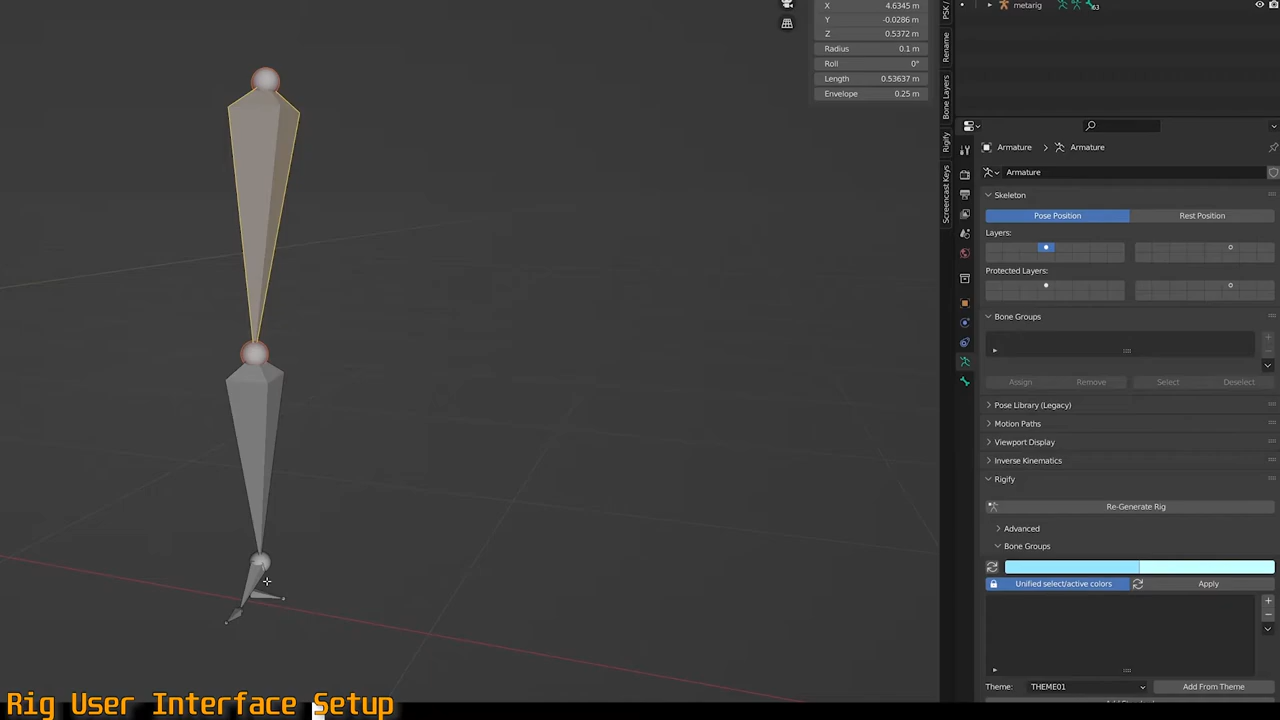 X 4.6345 m
Y -0.0286 m
Z 0.5372 m
Radius 0.1 m
Roll 0°
Length 0.53637 m
Envelope 0.25 m
PSK /
Rename
Bone Layers
Rigify
Screencast Keys
metarig
63
Armature > Armature
Armature
Skeleton
Pose Position Rest Position
Layers:
Protected Layers:
Bone Groups
Assign Remove Select Deselect
Pose Library (Legacy)
Motion Paths
Viewport Display
Inverse Kinematics
Rigify
Re-Generate Rig
Advanced
Bone Groups
Unified select/active colors Apply
Theme: THEME01 Add From Theme
Rig User Interface Setup